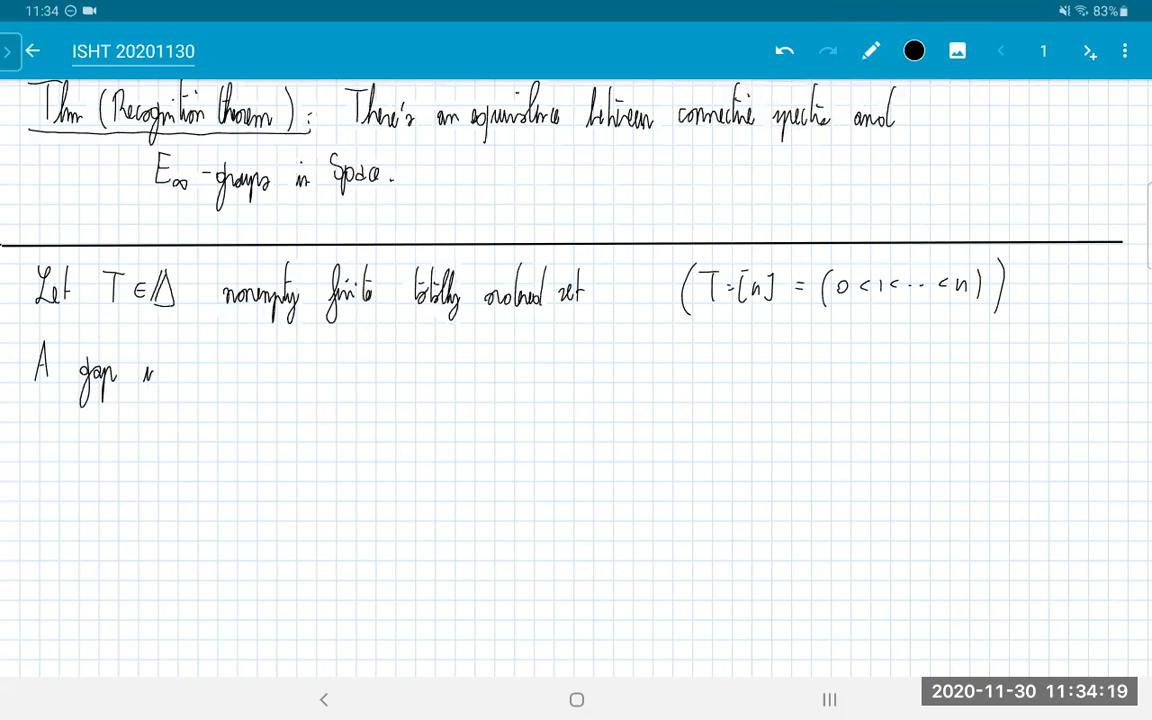 11:34
83%
ISHT 20201130
1
Thm (Recognition theorem): There's an equivalence between connective spectra and
E∞-groups in Space.
Let T ∈ Δ nonempty finite totally ordered set (T=[n] = (0<1<··<n))
A gap
2020-11-30 11:34:19